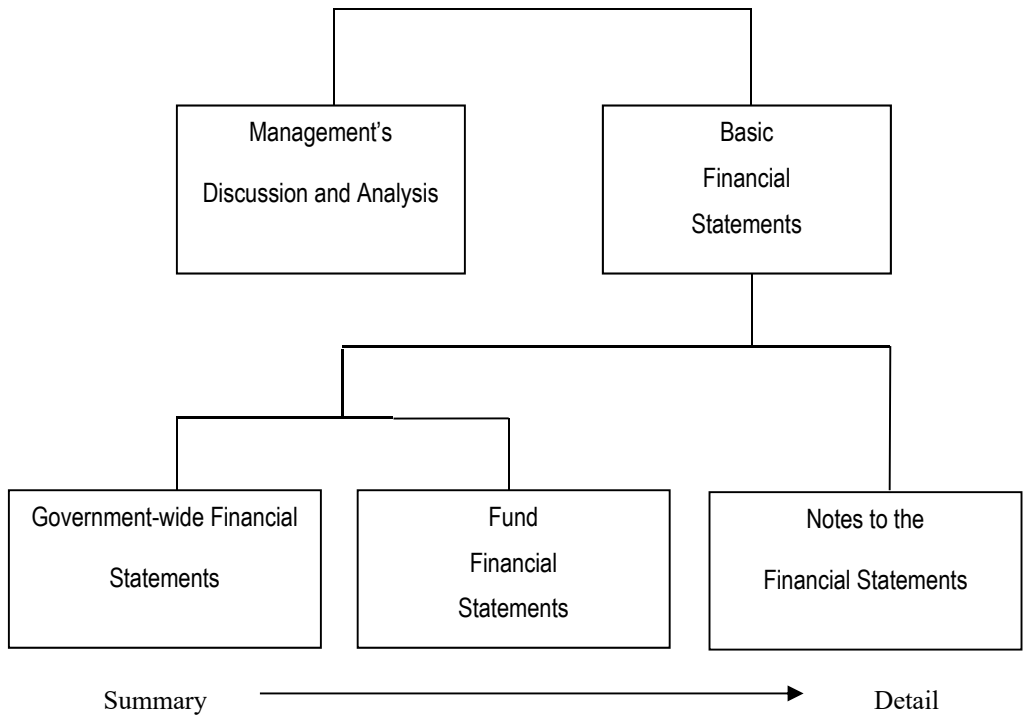 Management’s
Discussion and Analysis
Basic
Financial
Statements
Government-wide Financial
Statements
Fund
Financial
Statements
Notes to the
Financial Statements
Summary
Detail